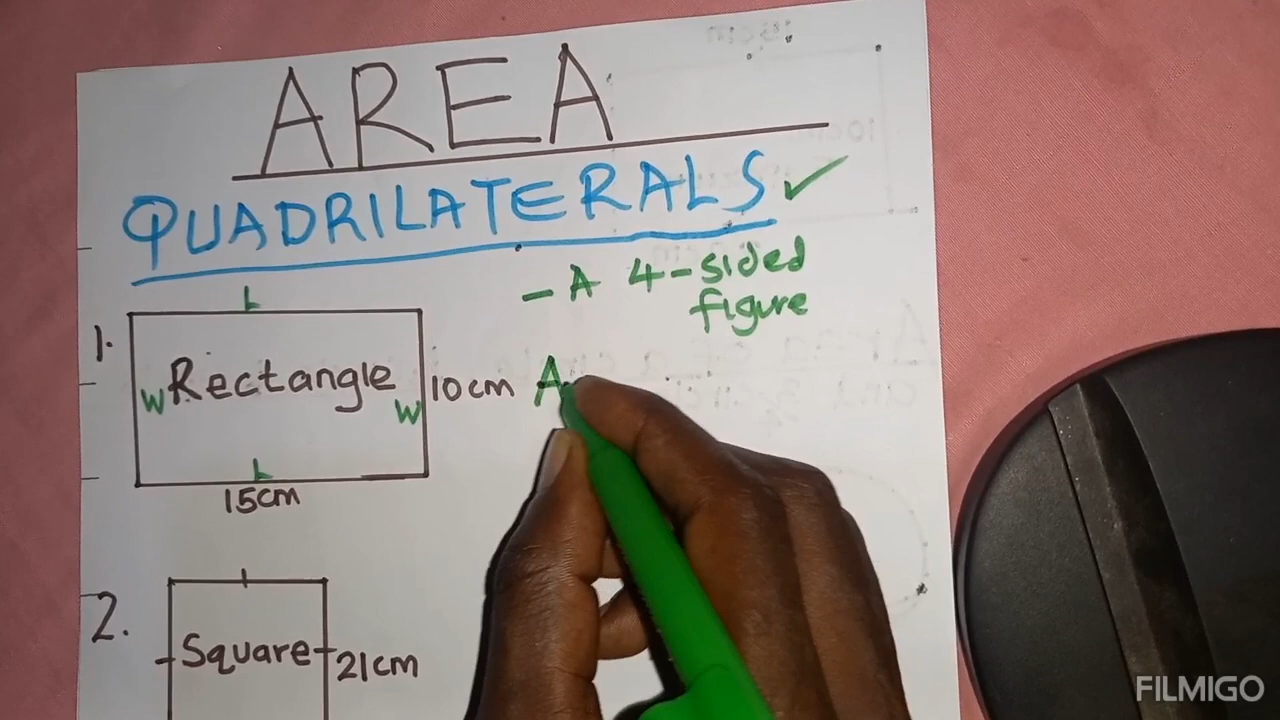 AREA
QUADRILATERALS ✓
- A 4-sided
figure
L
1.
W Rectangle W 10cm A
L
15cm
2.
Square 21cm
FILMIGO